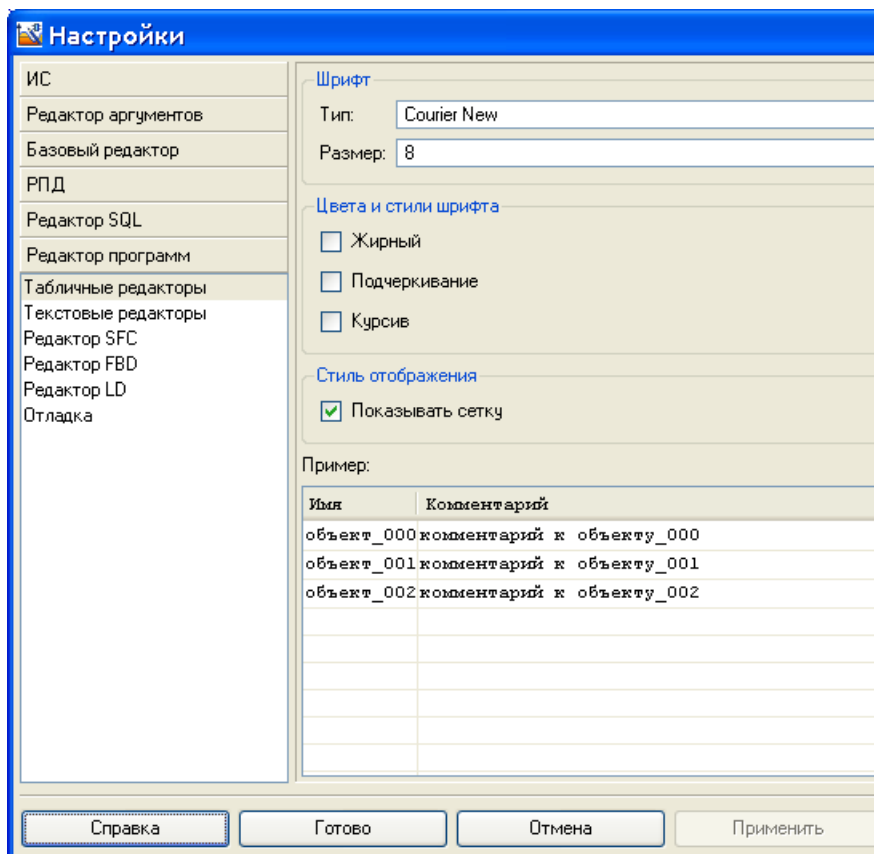 Настройки
ИС
Редактор аргументов
Базовый редактор
РПД
Редактор SQL
Редактор программ
Табличные редакторы
Текстовые редакторы
Редактор SFC
Редактор FBD
Редактор LD
Отладка
Шрифт
Тип: Courier New
Размер: 8
Цвета и стили шрифта
Жирный
Подчеркивание
Курсив
Стиль отображения
Показывать сетку
Пример:
Имя Комментарий
объект_000 комментарий к объекту_000
объект_001 комментарий к объекту_001
объект_002 комментарий к объекту_002
Справка Готово Отмена Применить